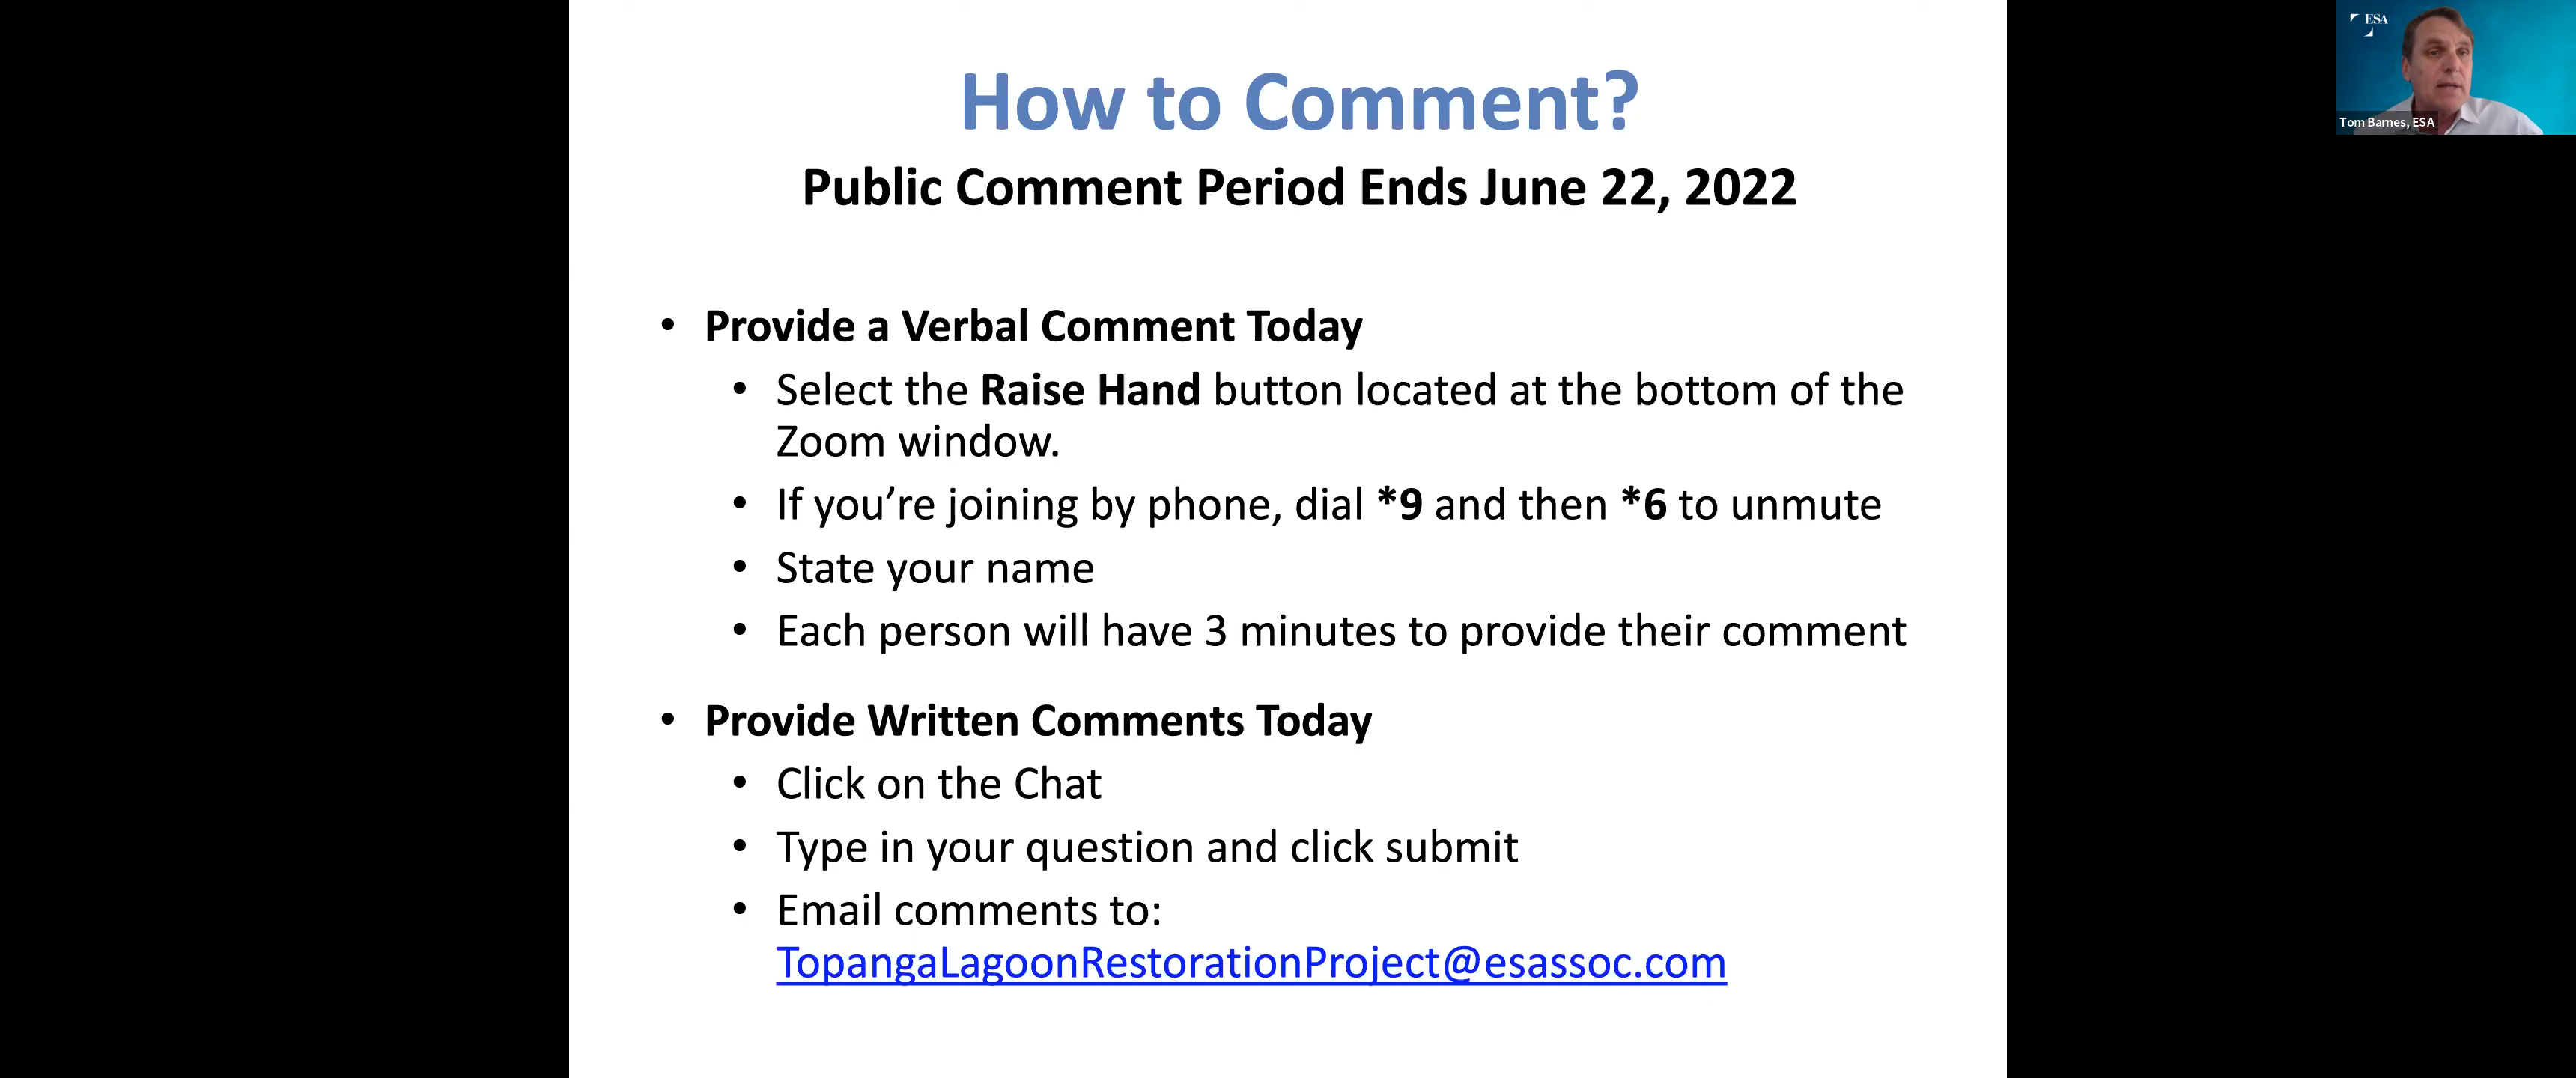 How to Comment?
Public Comment Period Ends June 22, 2022
• Provide a Verbal Comment Today
• Select the Raise Hand button located at the bottom of the
Zoom window.
• If you’re joining by phone, dial *9 and then *6 to unmute
• State your name
• Each person will have 3 minutes to provide their comment
• Provide Written Comments Today
• Click on the Chat
• Type in your question and click submit
• Email comments to:
TopangaLagoonRestorationProject@esassoc.com
ESA
Tom Barnes, ESA